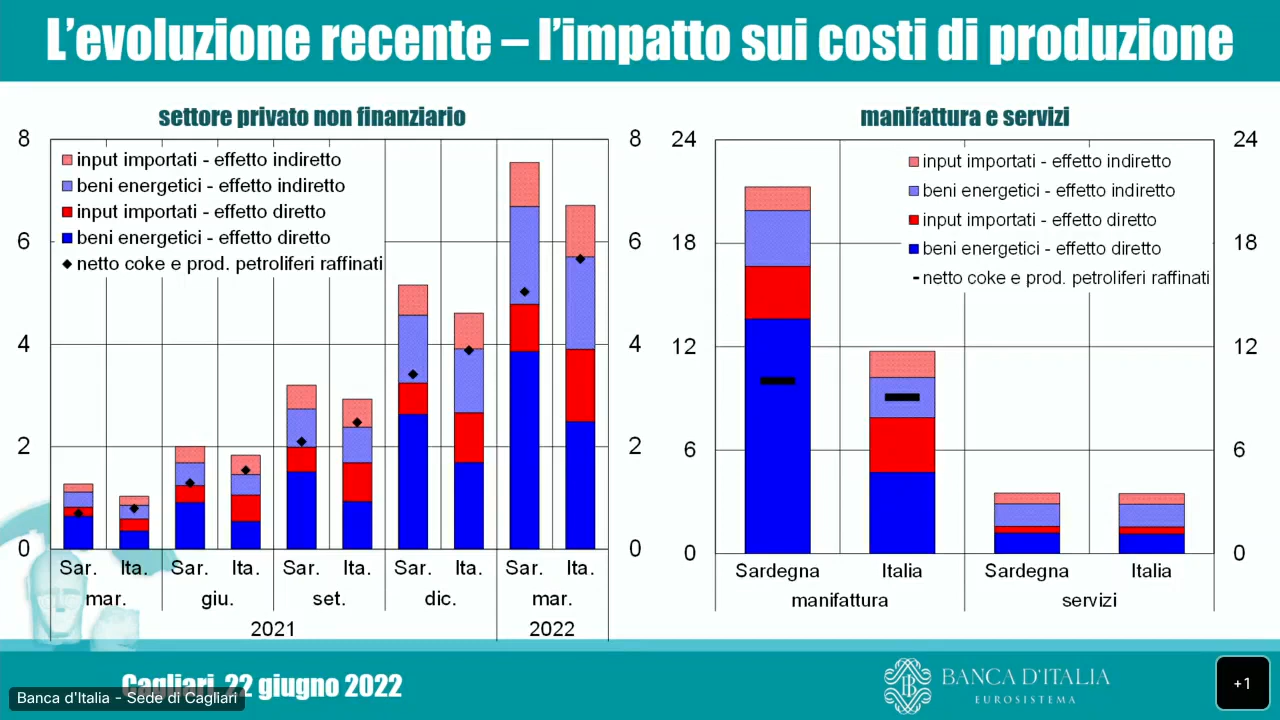 L'evoluzione recente – l'impatto sui costi di produzione
settore privato non finanziario
8
6
4
2
0
input importati - effetto indiretto
beni energetici - effetto indiretto
input importati - effetto diretto
beni energetici - effetto diretto
netto coke e prod. petroliferi raffinati
8
6
4
2
0
Sar. Ita. Sar. Ita. Sar. Ita. Sar. Ita. Sar. Ita.
mar. giu. set. dic. mar.
2021 2022
manifattura e servizi
24
18
12
6
0
input importati - effetto indiretto
beni energetici - effetto indiretto
input importati - effetto diretto
beni energetici - effetto diretto
netto coke e prod. petroliferi raffinati
24
18
12
6
0
Sardegna Italia Sardegna Italia
manifattura servizi
Cagliari, 22 giugno 2022
Banca d'Italia - Sede di Cagliari
BANCA D'ITALIA
EUROSISTEMA
+1